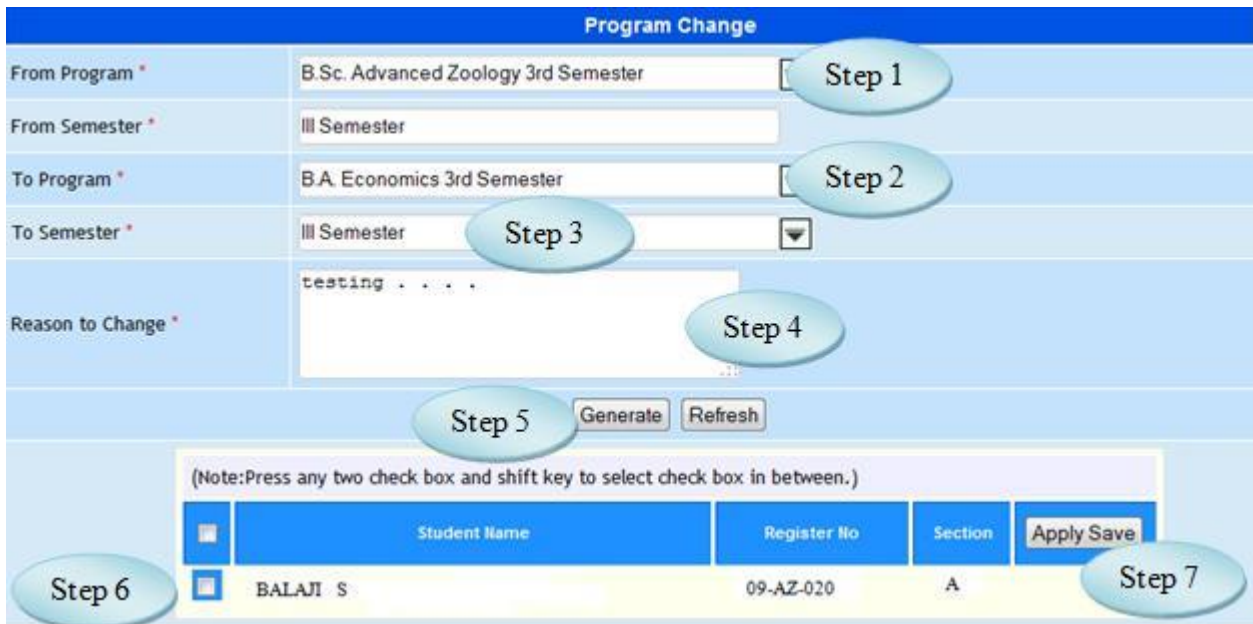 Program Change
From Program * B.Sc. Advanced Zoology 3rd Semester Step 1
From Semester * III Semester
To Program * B.A. Economics 3rd Semester Step 2
To Semester * III Semester Step 3
Reason to Change * testing . . . . Step 4
Step 5 Generate Refresh
(Note:Press any two check box and shift key to select check box in between.)
Student Name Register No Section Apply Save
Step 6 BALAJI S 09-AZ-020 A Step 7